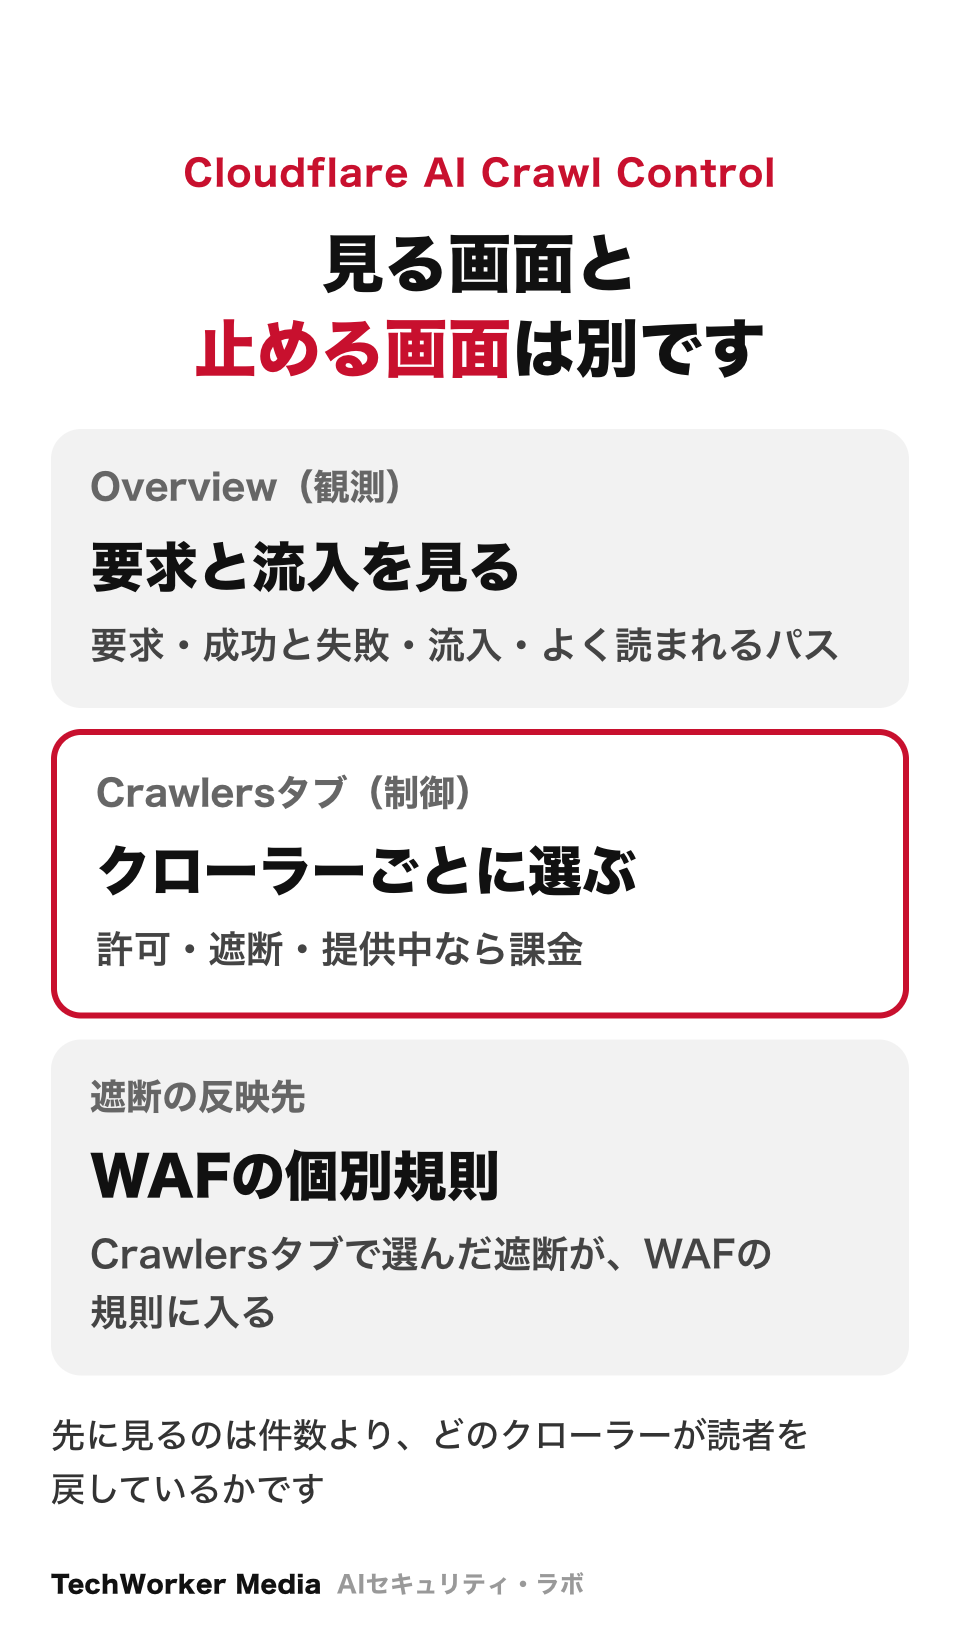 Cloudflare AI Crawl Control
見る画面と
止める画面は別です
Overview（観測）
要求と流入を見る
要求・成功と失敗・流入・よく読まれるパス
Crawlersタブ（制御）
クローラーごとに選ぶ
許可・遮断・提供中なら課金
遮断の反映先
WAFの個別規則
Crawlersタブで選んだ遮断が、WAFの
規則に入る
先に見るのは件数より、どのクローラーが読者を
戻しているかです
TechWorker Media AIセキュリティ・ラボ